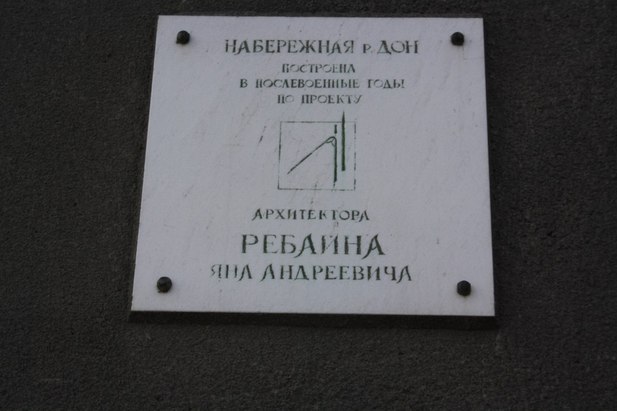 НАБЕРЕЖНАЯ р. ДОН
ПОСТРОЕНА
В ПОСЛЕВОЕННЫЕ ГОДЫ
ПО ПРОЕКТУ
АРХИТЕКТОРА
РЕБАЙНА
ЯНА АНДРЕЕВИЧА